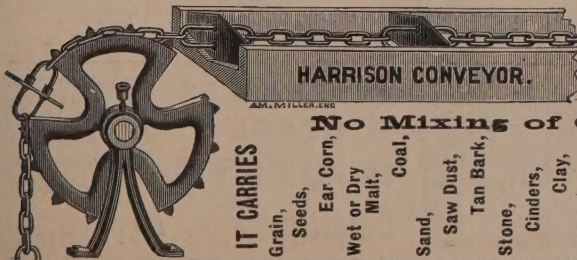 HARRISON CONVEYOR.
AM. MILLER. ENG
No Mixing of
IT CARRIES
Grain,
Seeds,
Ear Corn,
Wet or Dry
Malt,
Coal,
Sand,
Saw Dust,
Tan Bark,
Stone,
Cinders,
Clay,